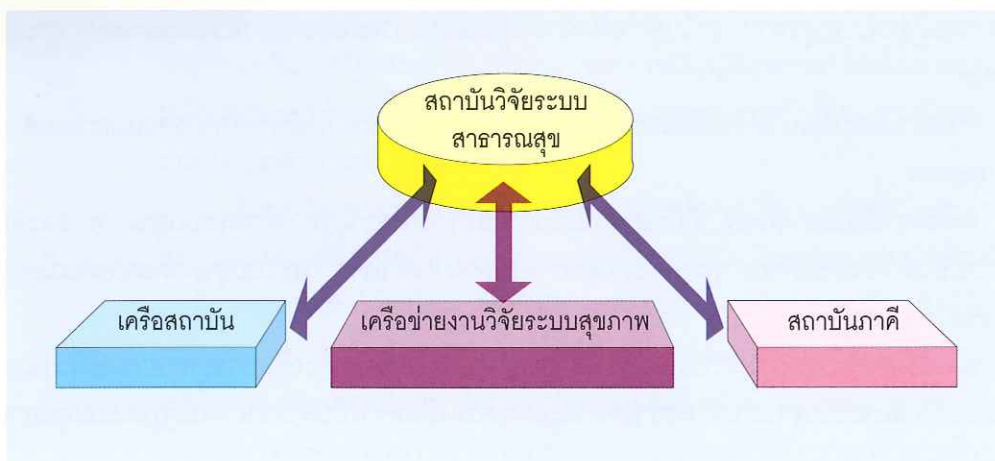 สถาบันวิจัยระบบ
สาธารณสุข
เครือสถาบัน
เครือข่ายงานวิจัยระบบสุขภาพ
สถาบันภาคี